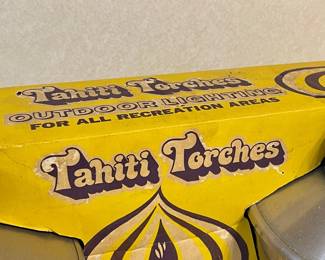 Tahiti Torches
OUTDOOR LIGHTING
FOR ALL RECREATION AREAS
Tahiti Torches